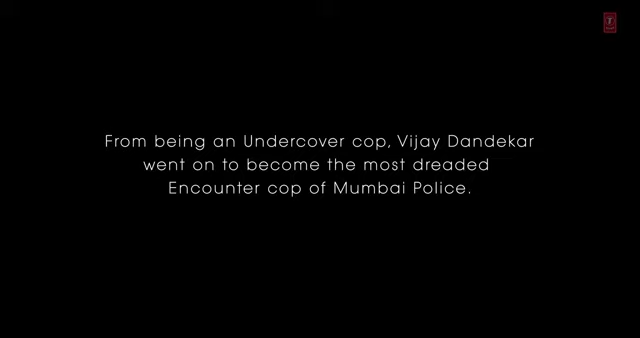 From being an Undercover cop, Vijay Dandekar
went on to become the most dreaded
Encounter cop of Mumbai Police.